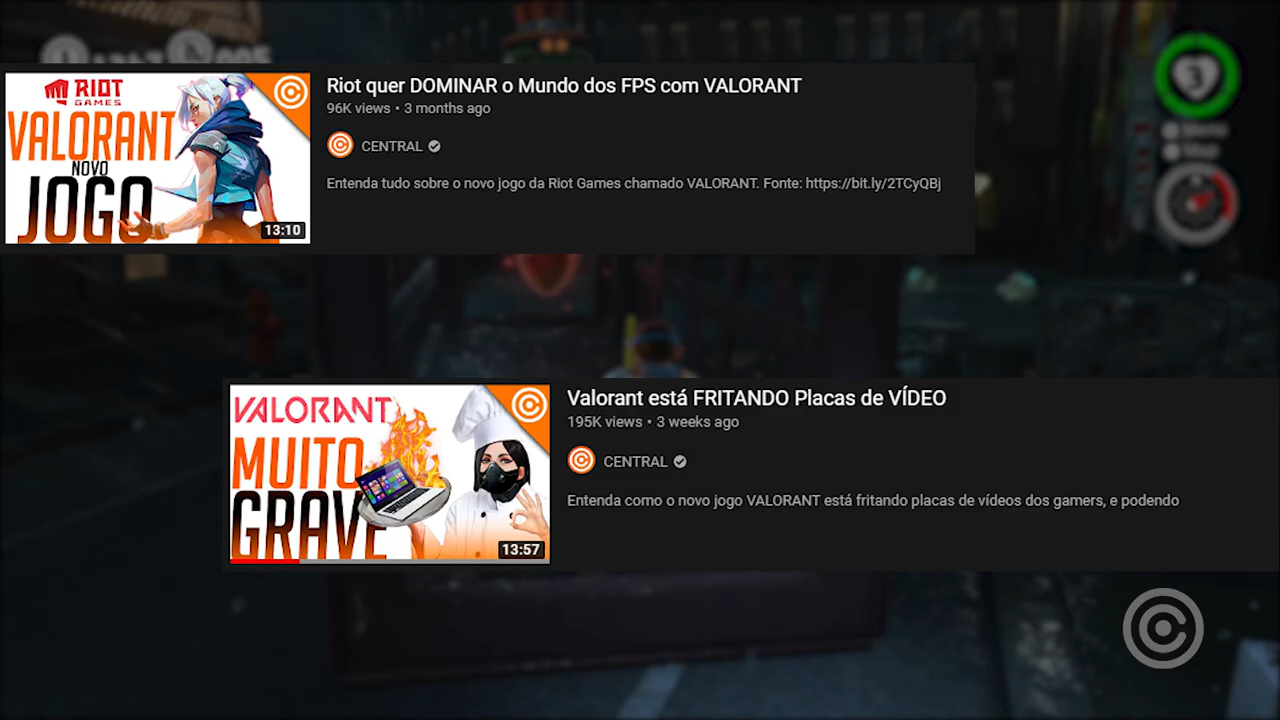 RIOT
GAMES
VALORANT
NOVO
JOGO
13:10
Riot quer DOMINAR o Mundo dos FPS com VALORANT
96K views • 3 months ago
CENTRAL
Entenda tudo sobre o novo jogo da Riot Games chamado VALORANT. Fonte: https://bit.ly/2TCyQBj
3
VALORANT
MUITO
GRAVE
13:57
Valorant está FRITANDO Placas de VÍDEO
195K views • 3 weeks ago
CENTRAL
Entenda como o novo jogo VALORANT está fritando placas de vídeos dos gamers, e podendo